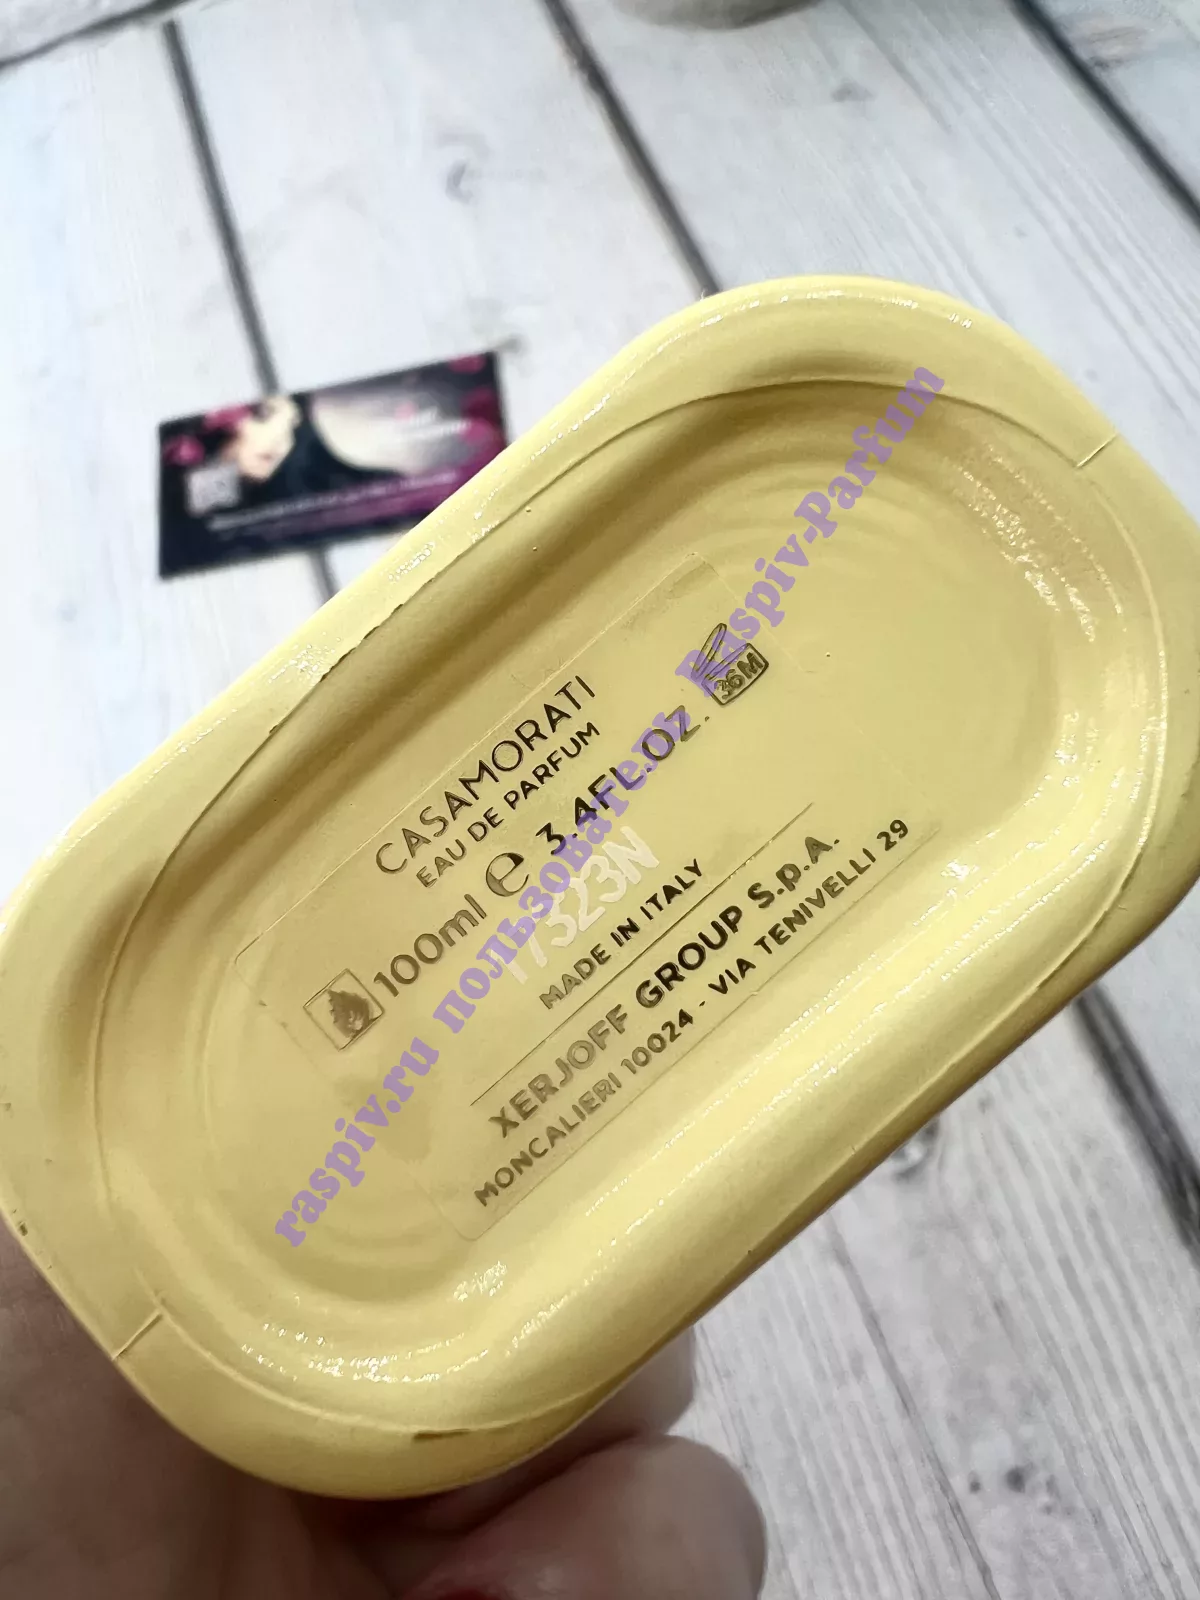 CASAMORATI
EAU DE PARFUM
100ml e 3.4FL.OZ.
36M
17323N
MADE IN ITALY
XERJOFF GROUP S.p.A.
MONCALIERI 10024 - VIA TENIVELLI 29
raspiv.ru пользователь Raspiv-Parfum